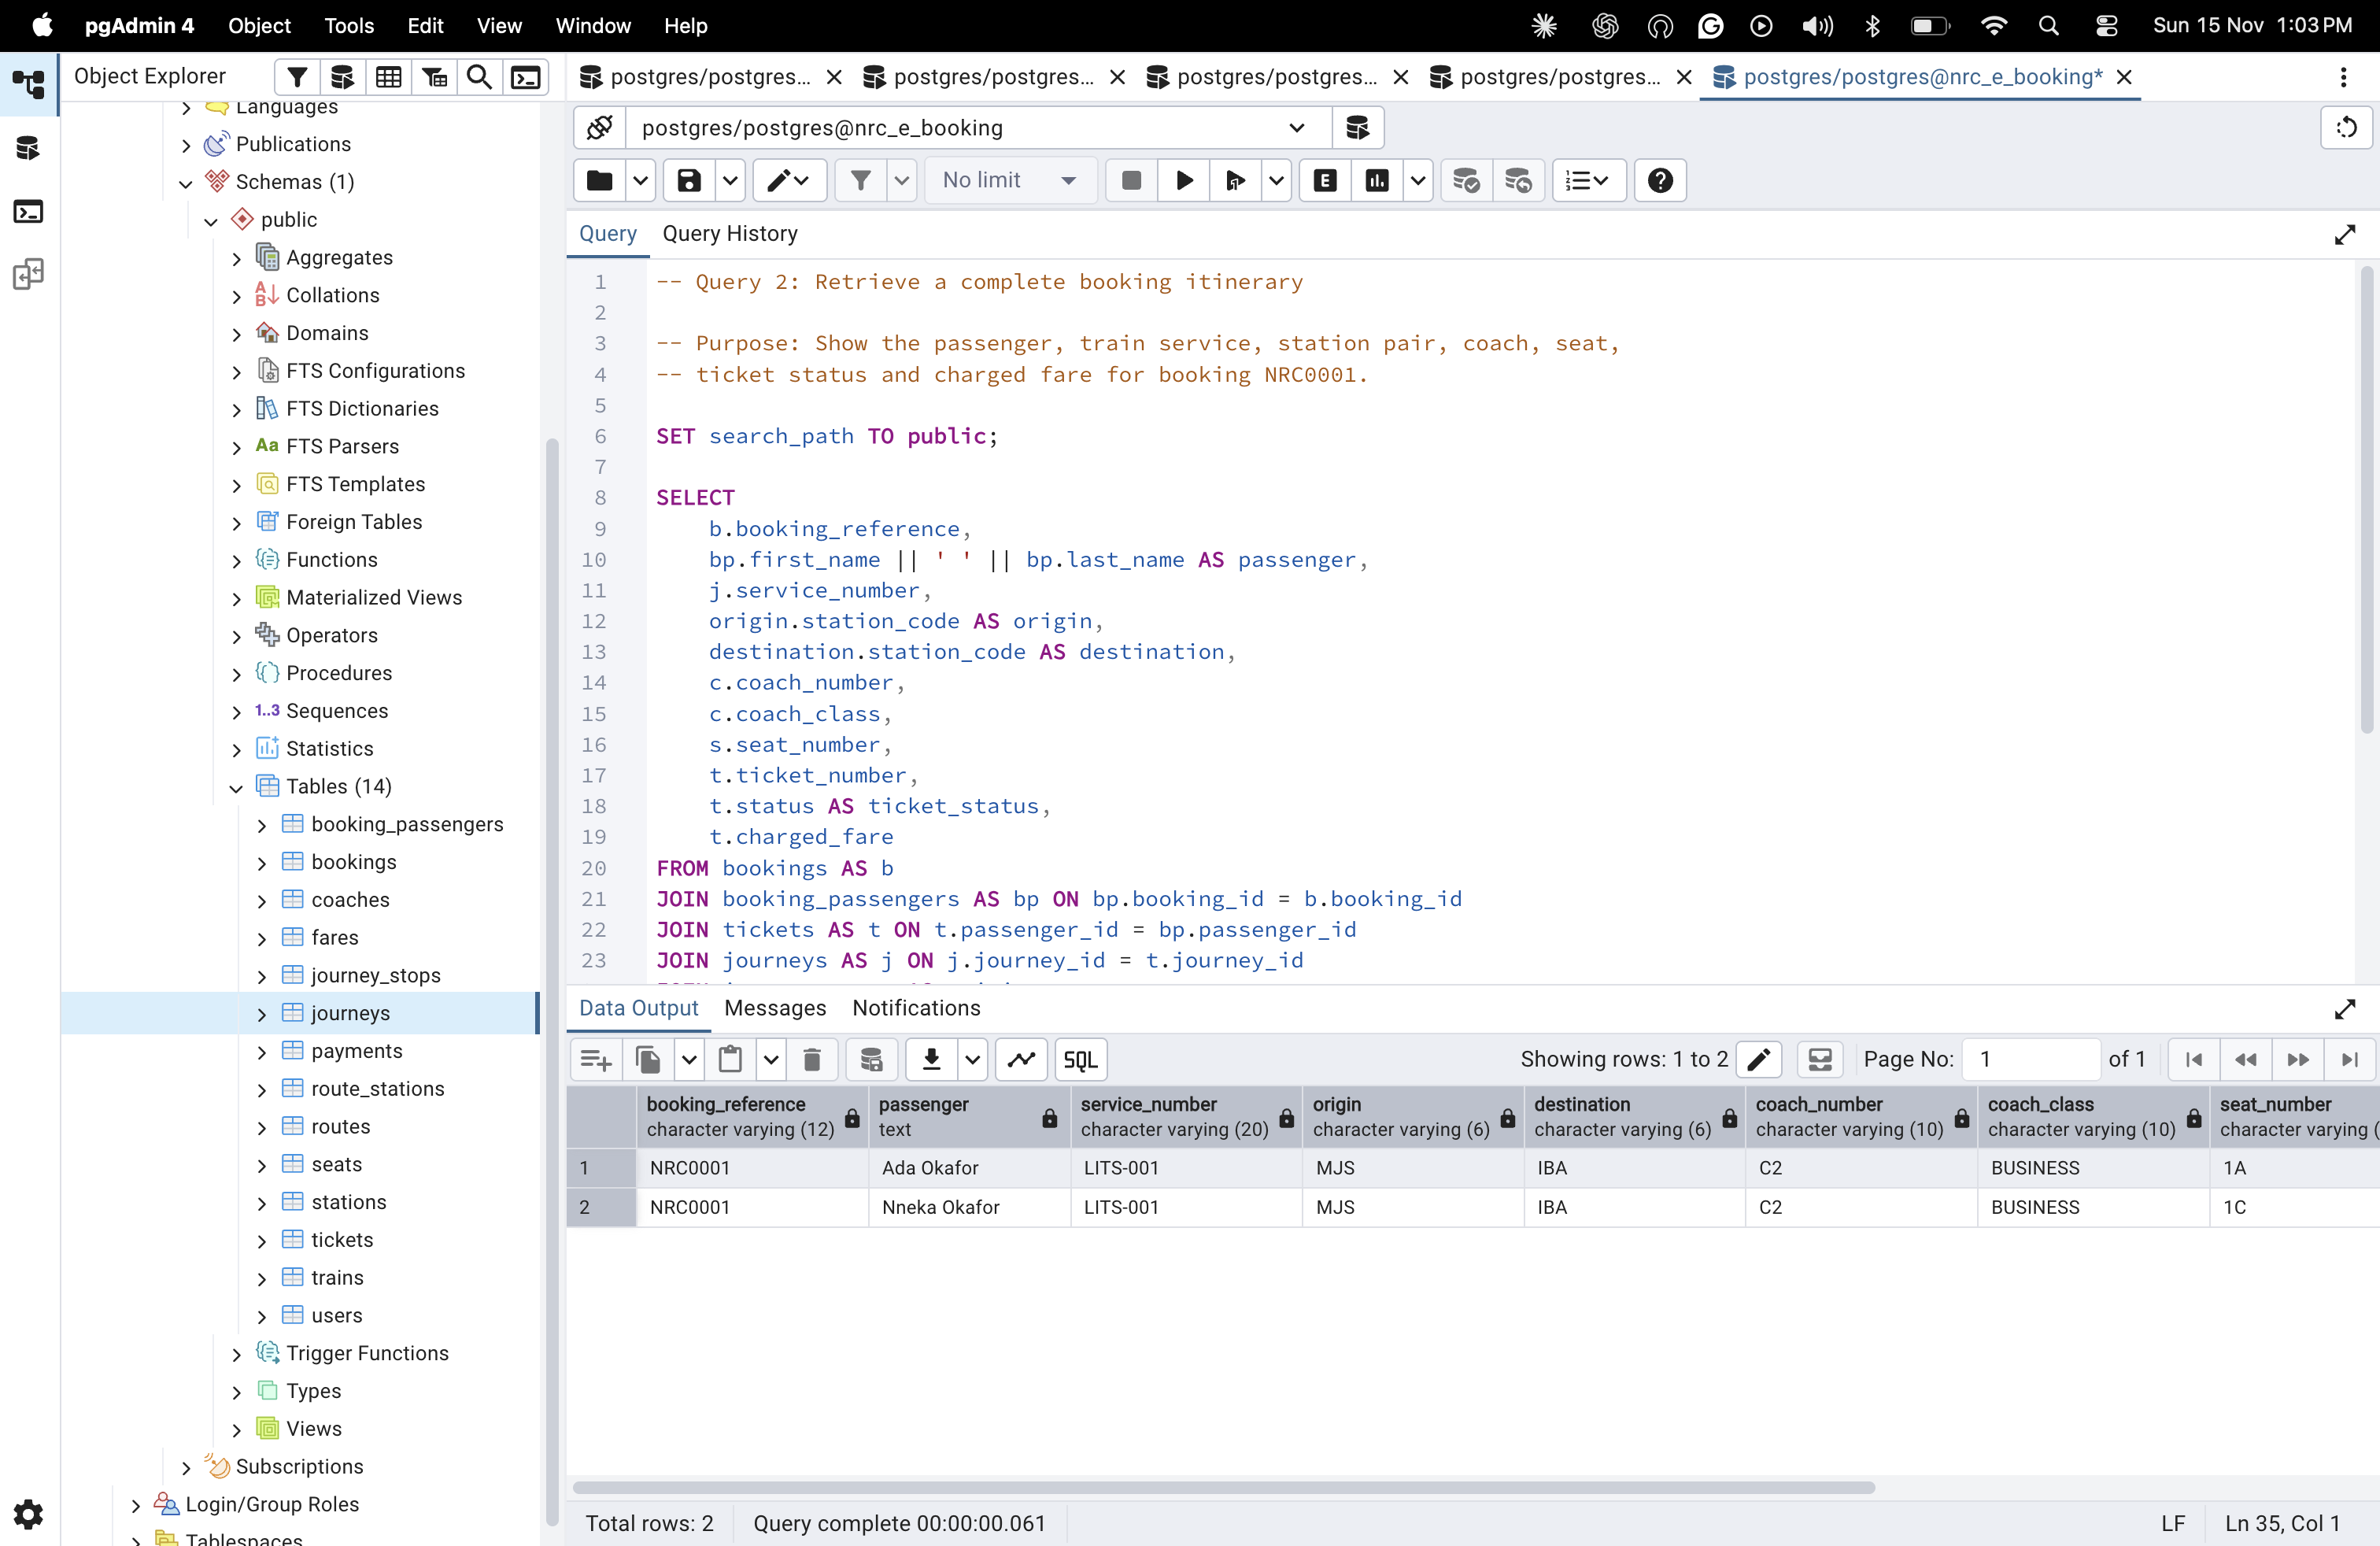 pgAdmin 4 Object Tools Edit View Window Help Sun 15 Nov 1:03 PM
Object Explorer
postgres/postgres... postgres/postgres... postgres/postgres... postgres/postgres... postgres/postgres@nrc_e_booking*
Languages
Publications
Schemas (1)
public
Aggregates
Collations
Domains
FTS Configurations
FTS Dictionaries
Aa FTS Parsers
FTS Templates
Foreign Tables
Functions
Materialized Views
Operators
Procedures
1..3 Sequences
Statistics
Tables (14)
booking_passengers
bookings
coaches
fares
journey_stops
journeys
payments
route_stations
routes
seats
stations
tickets
trains
users
Trigger Functions
Types
Views
Subscriptions
Login/Group Roles
Tablespaces
postgres/postgres@nrc_e_booking
No limit
E
Query Query History
1 -- Query 2: Retrieve a complete booking itinerary
2
3 -- Purpose: Show the passenger, train service, station pair, coach, seat,
4 -- ticket status and charged fare for booking NRC0001.
5
6 SET search_path TO public;
7
8 SELECT
9 b.booking_reference,
10 bp.first_name || ' ' || bp.last_name AS passenger,
11 j.service_number,
12 origin.station_code AS origin,
13 destination.station_code AS destination,
14 c.coach_number,
15 c.coach_class,
16 s.seat_number,
17 t.ticket_number,
18 t.status AS ticket_status,
19 t.charged_fare
20 FROM bookings AS b
21 JOIN booking_passengers AS bp ON bp.booking_id = b.booking_id
22 JOIN tickets AS t ON t.passenger_id = bp.passenger_id
23 JOIN journeys AS j ON j.journey_id = t.journey_id
Data Output Messages Notifications
SQL Showing rows: 1 to 2 Page No: 1 of 1
booking_reference passenger service_number origin destination coach_number coach_class seat_number
character varying (12) text character varying (20) character varying (6) character varying (6) character varying (10) character varying (10) character varying (
1 NRC0001 Ada Okafor LITS-001 MJS IBA C2 BUSINESS 1A
2 NRC0001 Nneka Okafor LITS-001 MJS IBA C2 BUSINESS 1C
Total rows: 2 Query complete 00:00:00.061 LF Ln 35, Col 1